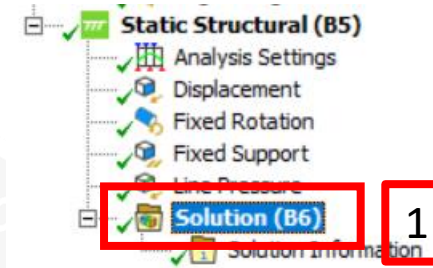 Static Structural (B5)
Analysis Settings
Displacement
Fixed Rotation
Fixed Support
Line Pressure
Solution (B6)
1
Solution Information